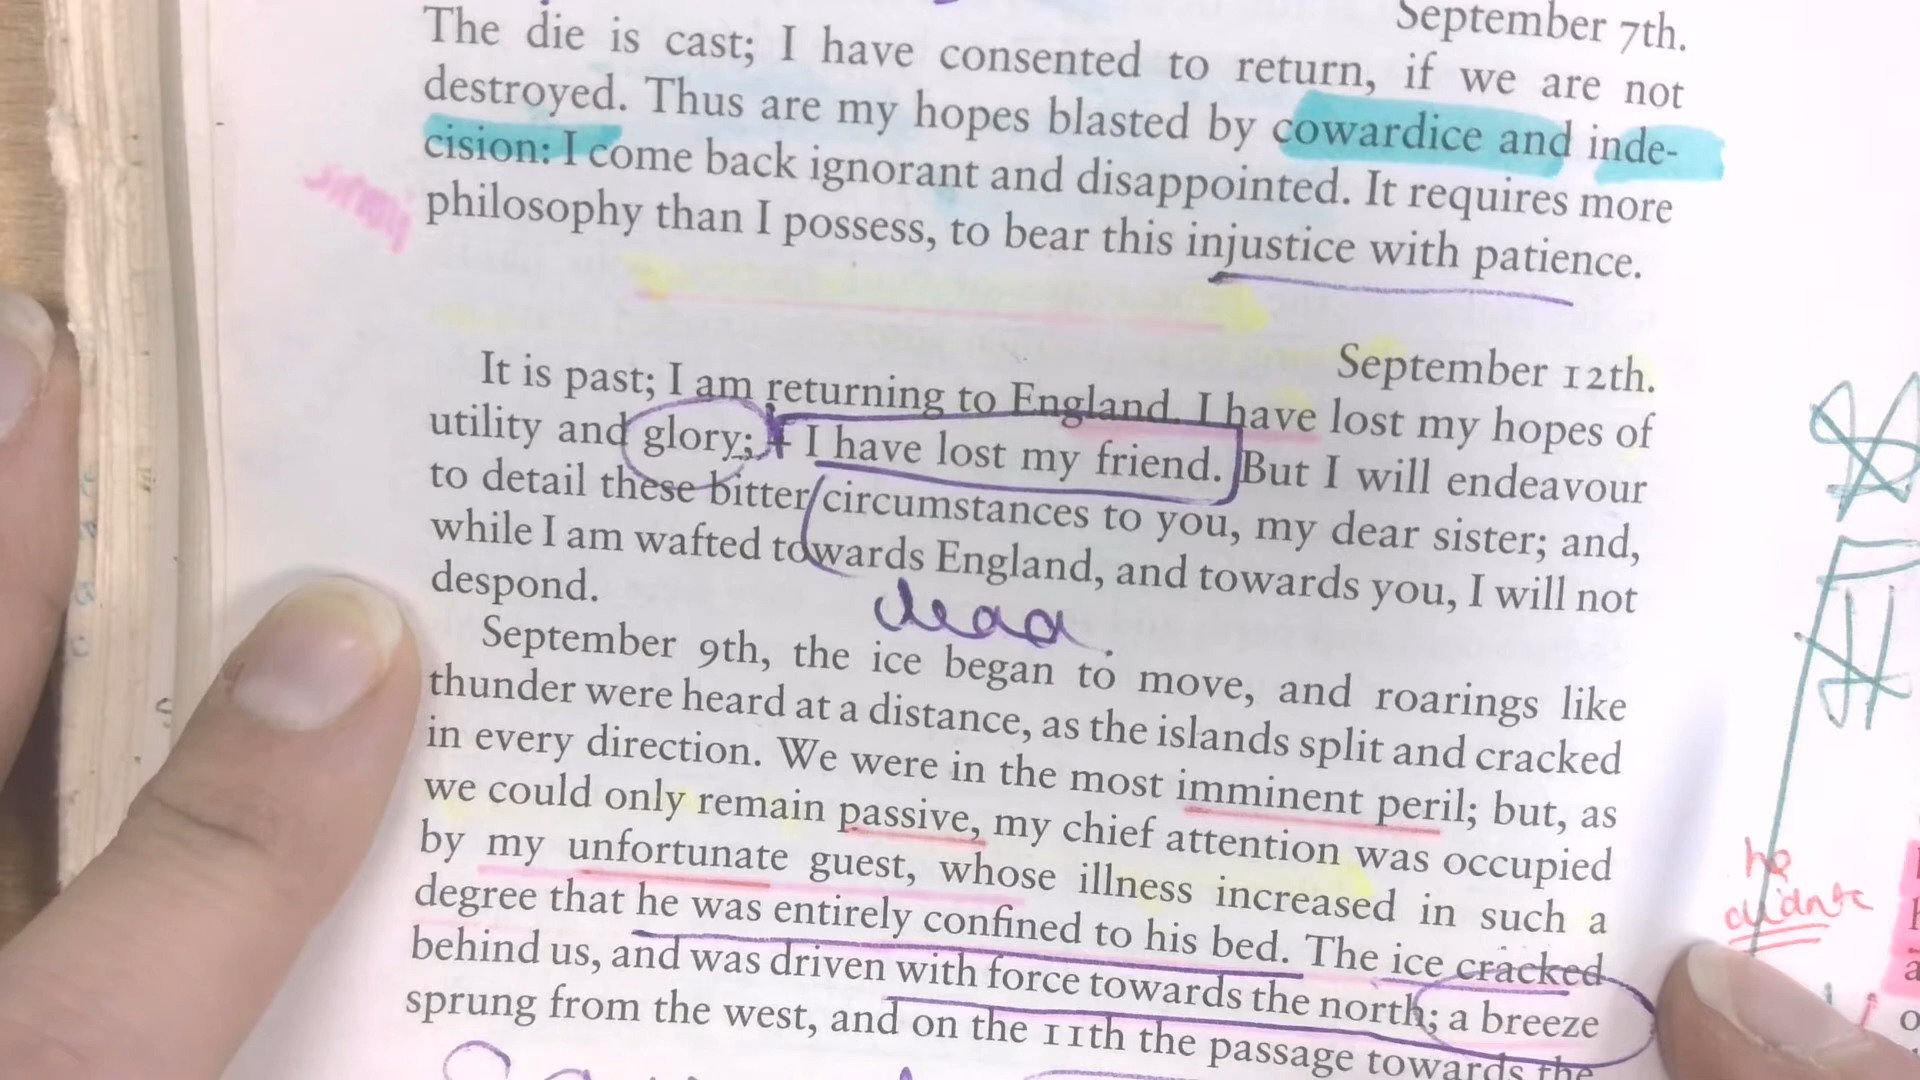 September 7th.
The die is cast; I have consented to return, if we are not
destroyed. Thus are my hopes blasted by cowardice and inde-
cision: I come back ignorant and disappointed. It requires more
philosophy than I possess, to bear this injustice with patience.
September 12th.
It is past; I am returning to England. I have lost my hopes of
utility and glory; I have lost my friend. But I will endeavour
to detail these bitter circumstances to you, my dear sister; and,
while I am wafted towards England, and towards you, I will not
despond.
dead
September 9th, the ice began to move, and roarings like
thunder were heard at a distance, as the islands split and cracked
in every direction. We were in the most imminent peril; but, as
we could only remain passive, my chief attention was occupied
by my unfortunate guest, whose illness increased in such a
degree that he was entirely confined to his bed. The ice cracked
behind us, and was driven with force towards the north; a breeze
sprung from the west, and on the 11th the passage towards the
he
didn't